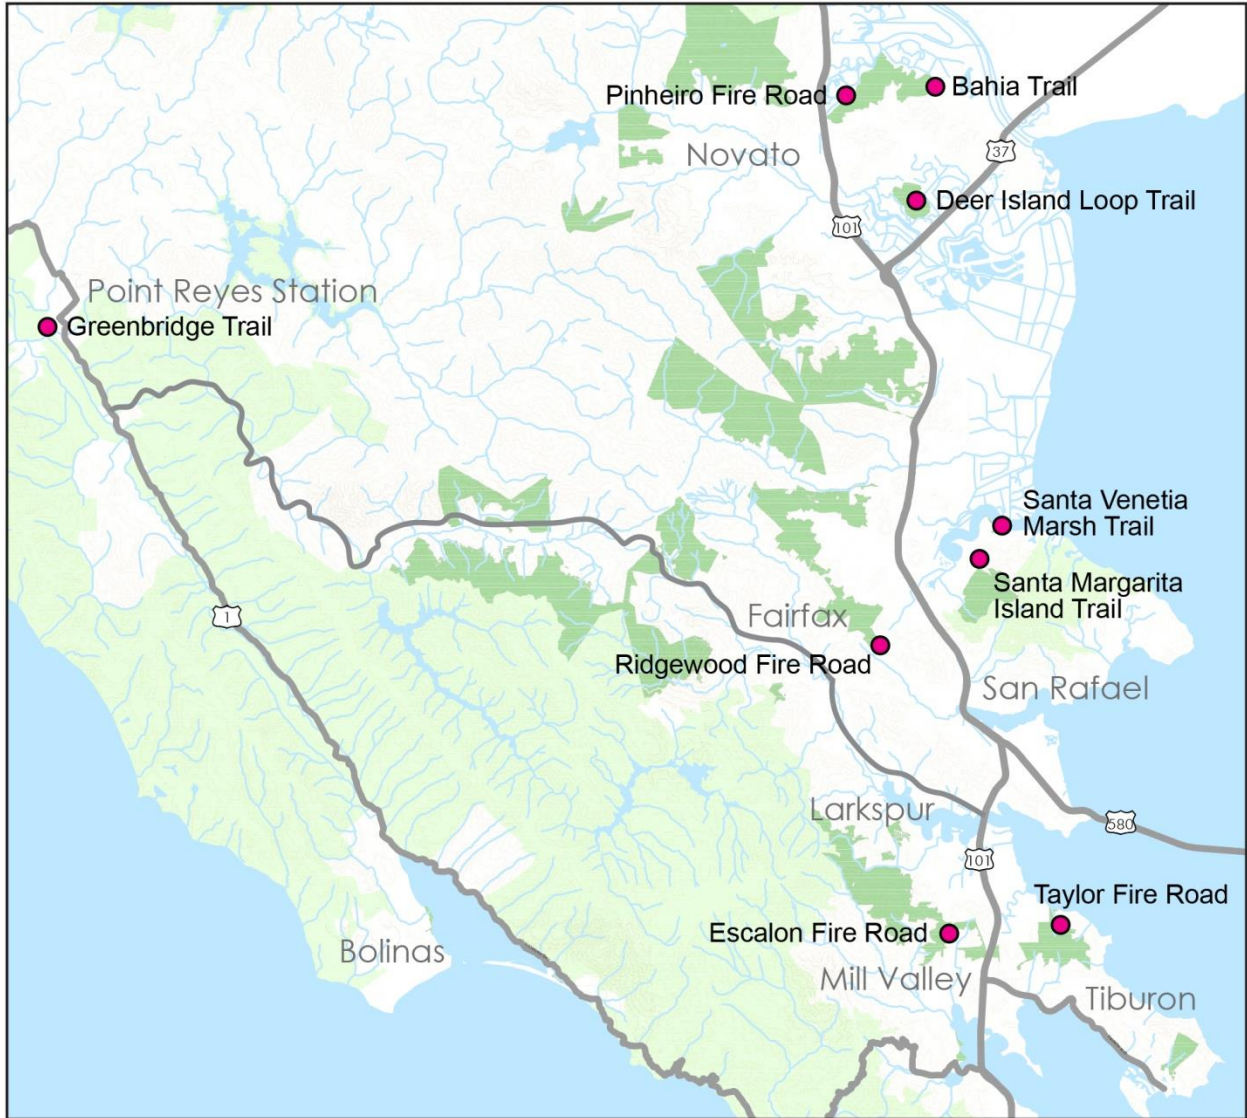 Pinheiro Fire Road
Bahia Trail
Novato
37
Deer Island Loop Trail
101
Point Reyes Station
Greenbridge Trail
Santa Venetia
Marsh Trail
Santa Margarita
Island Trail
1
Fairfax
Ridgewood Fire Road
San Rafael
Larkspur
580
101
Taylor Fire Road
Escalon Fire Road
Bolinas
Mill Valley
Tiburon